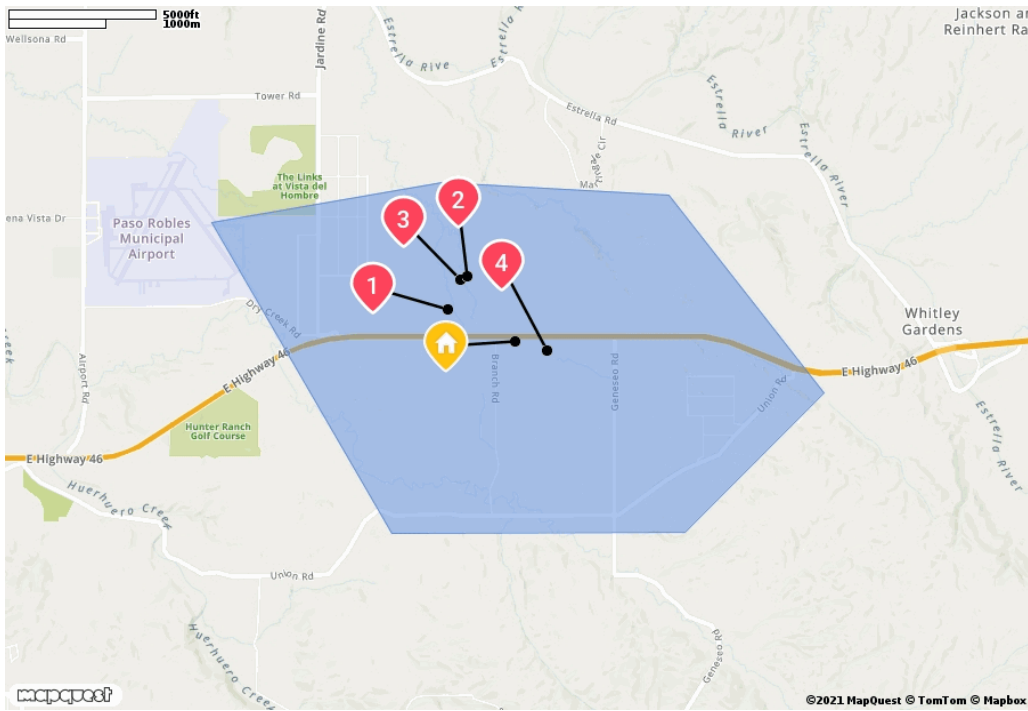 5000ft
1000m
Wellsona Rd
Jardine Rd
Estrella Rive
Estrella R
Jackson an
Reinhert Ra
Tower Rd
Estrella Rd
Estrella
River
Estrella River
The Links
at Vista del
Hombre
ena Vista Dr
Paso Robles
Municipal
Airport
2
3
4
1
Dry Creek Rd
Whitley
Gardens
Creek
Airport Rd
E Highway 46
Branch Rd
Geneseo Rd
Union Rd
E Highway 46
Hunter Ranch
Golf Course
E Highway 46
Estrella River
Huerhuero Creek
Union Rd
Huerhuero Creek
Geneseo Rd
mapquest
©2021 MapQuest © TomTom © Mapbox